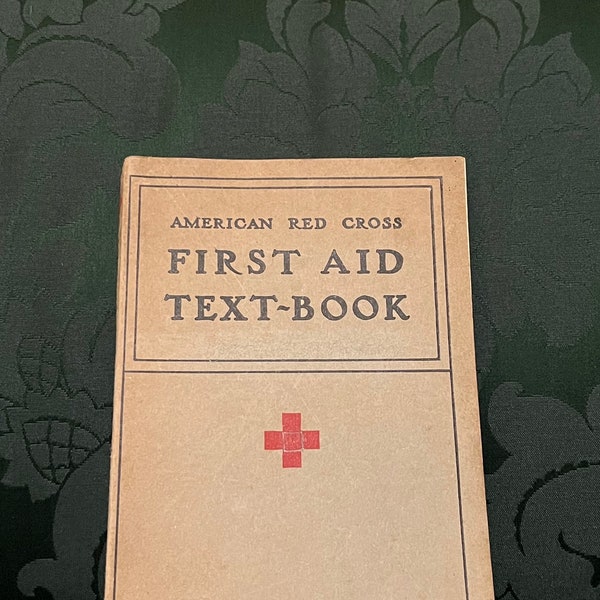 AMERICAN RED CROSS
FIRST AID
TEXT-BOOK